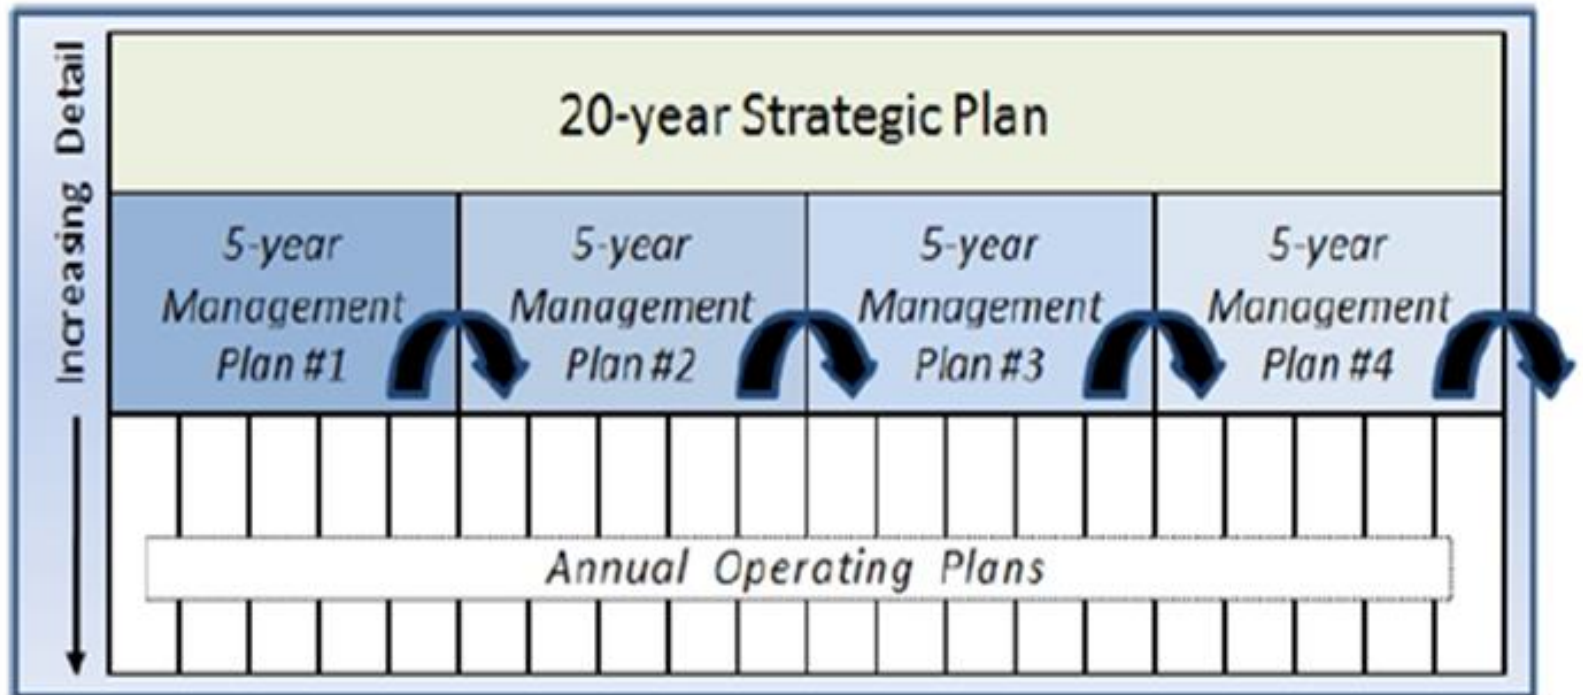 Increasing Detail
20-year Strategic Plan
5-year
Management
Plan #1
5-year
Management
Plan #2
5-year
Management
Plan #3
5-year
Management
Plan #4
Annual Operating Plans